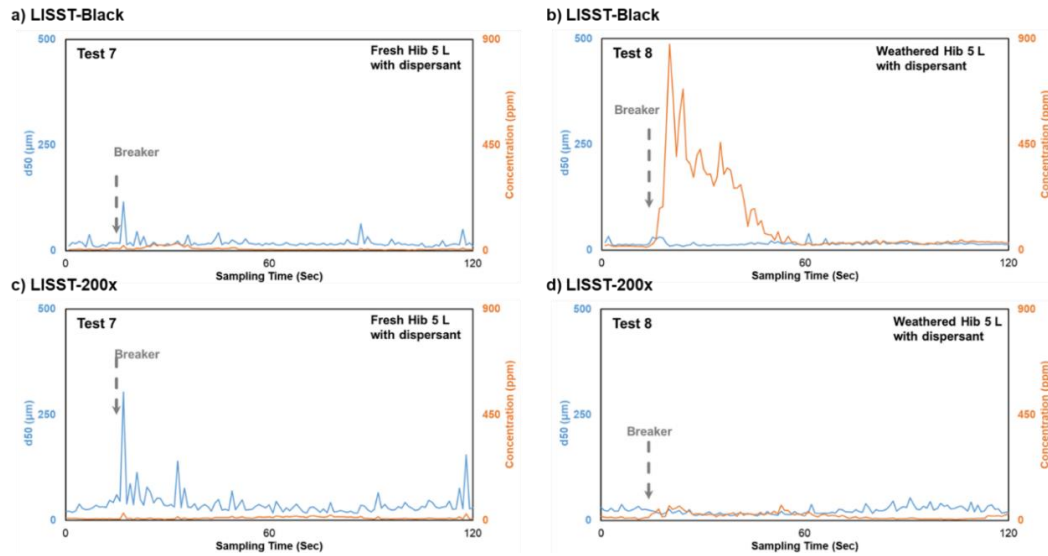 a) LISST-Black
500
250
0
d50 (µm)
Test 7
Fresh Hib 5 L
with dispersant
Breaker
900
450
0
Concentration (ppm)
0
60
120
Sampling Time (Sec)
b) LISST-Black
500
250
0
d50 (µm)
Test 8
Weathered Hib 5 L
with dispersant
Breaker
900
450
0
Concentration (ppm)
0
60
120
Sampling Time (Sec)
c) LISST-200x
500
250
0
d50 (µm)
Test 7
Fresh Hib 5 L
with dispersant
Breaker
900
450
0
Concentration (ppm)
0
60
120
Sampling Time (Sec)
d) LISST-200x
500
250
0
d50 (µm)
Test 8
Weathered Hib 5 L
with dispersant
Breaker
900
450
0
Concentration (ppm)
0
60
120
Sampling Time (Sec)